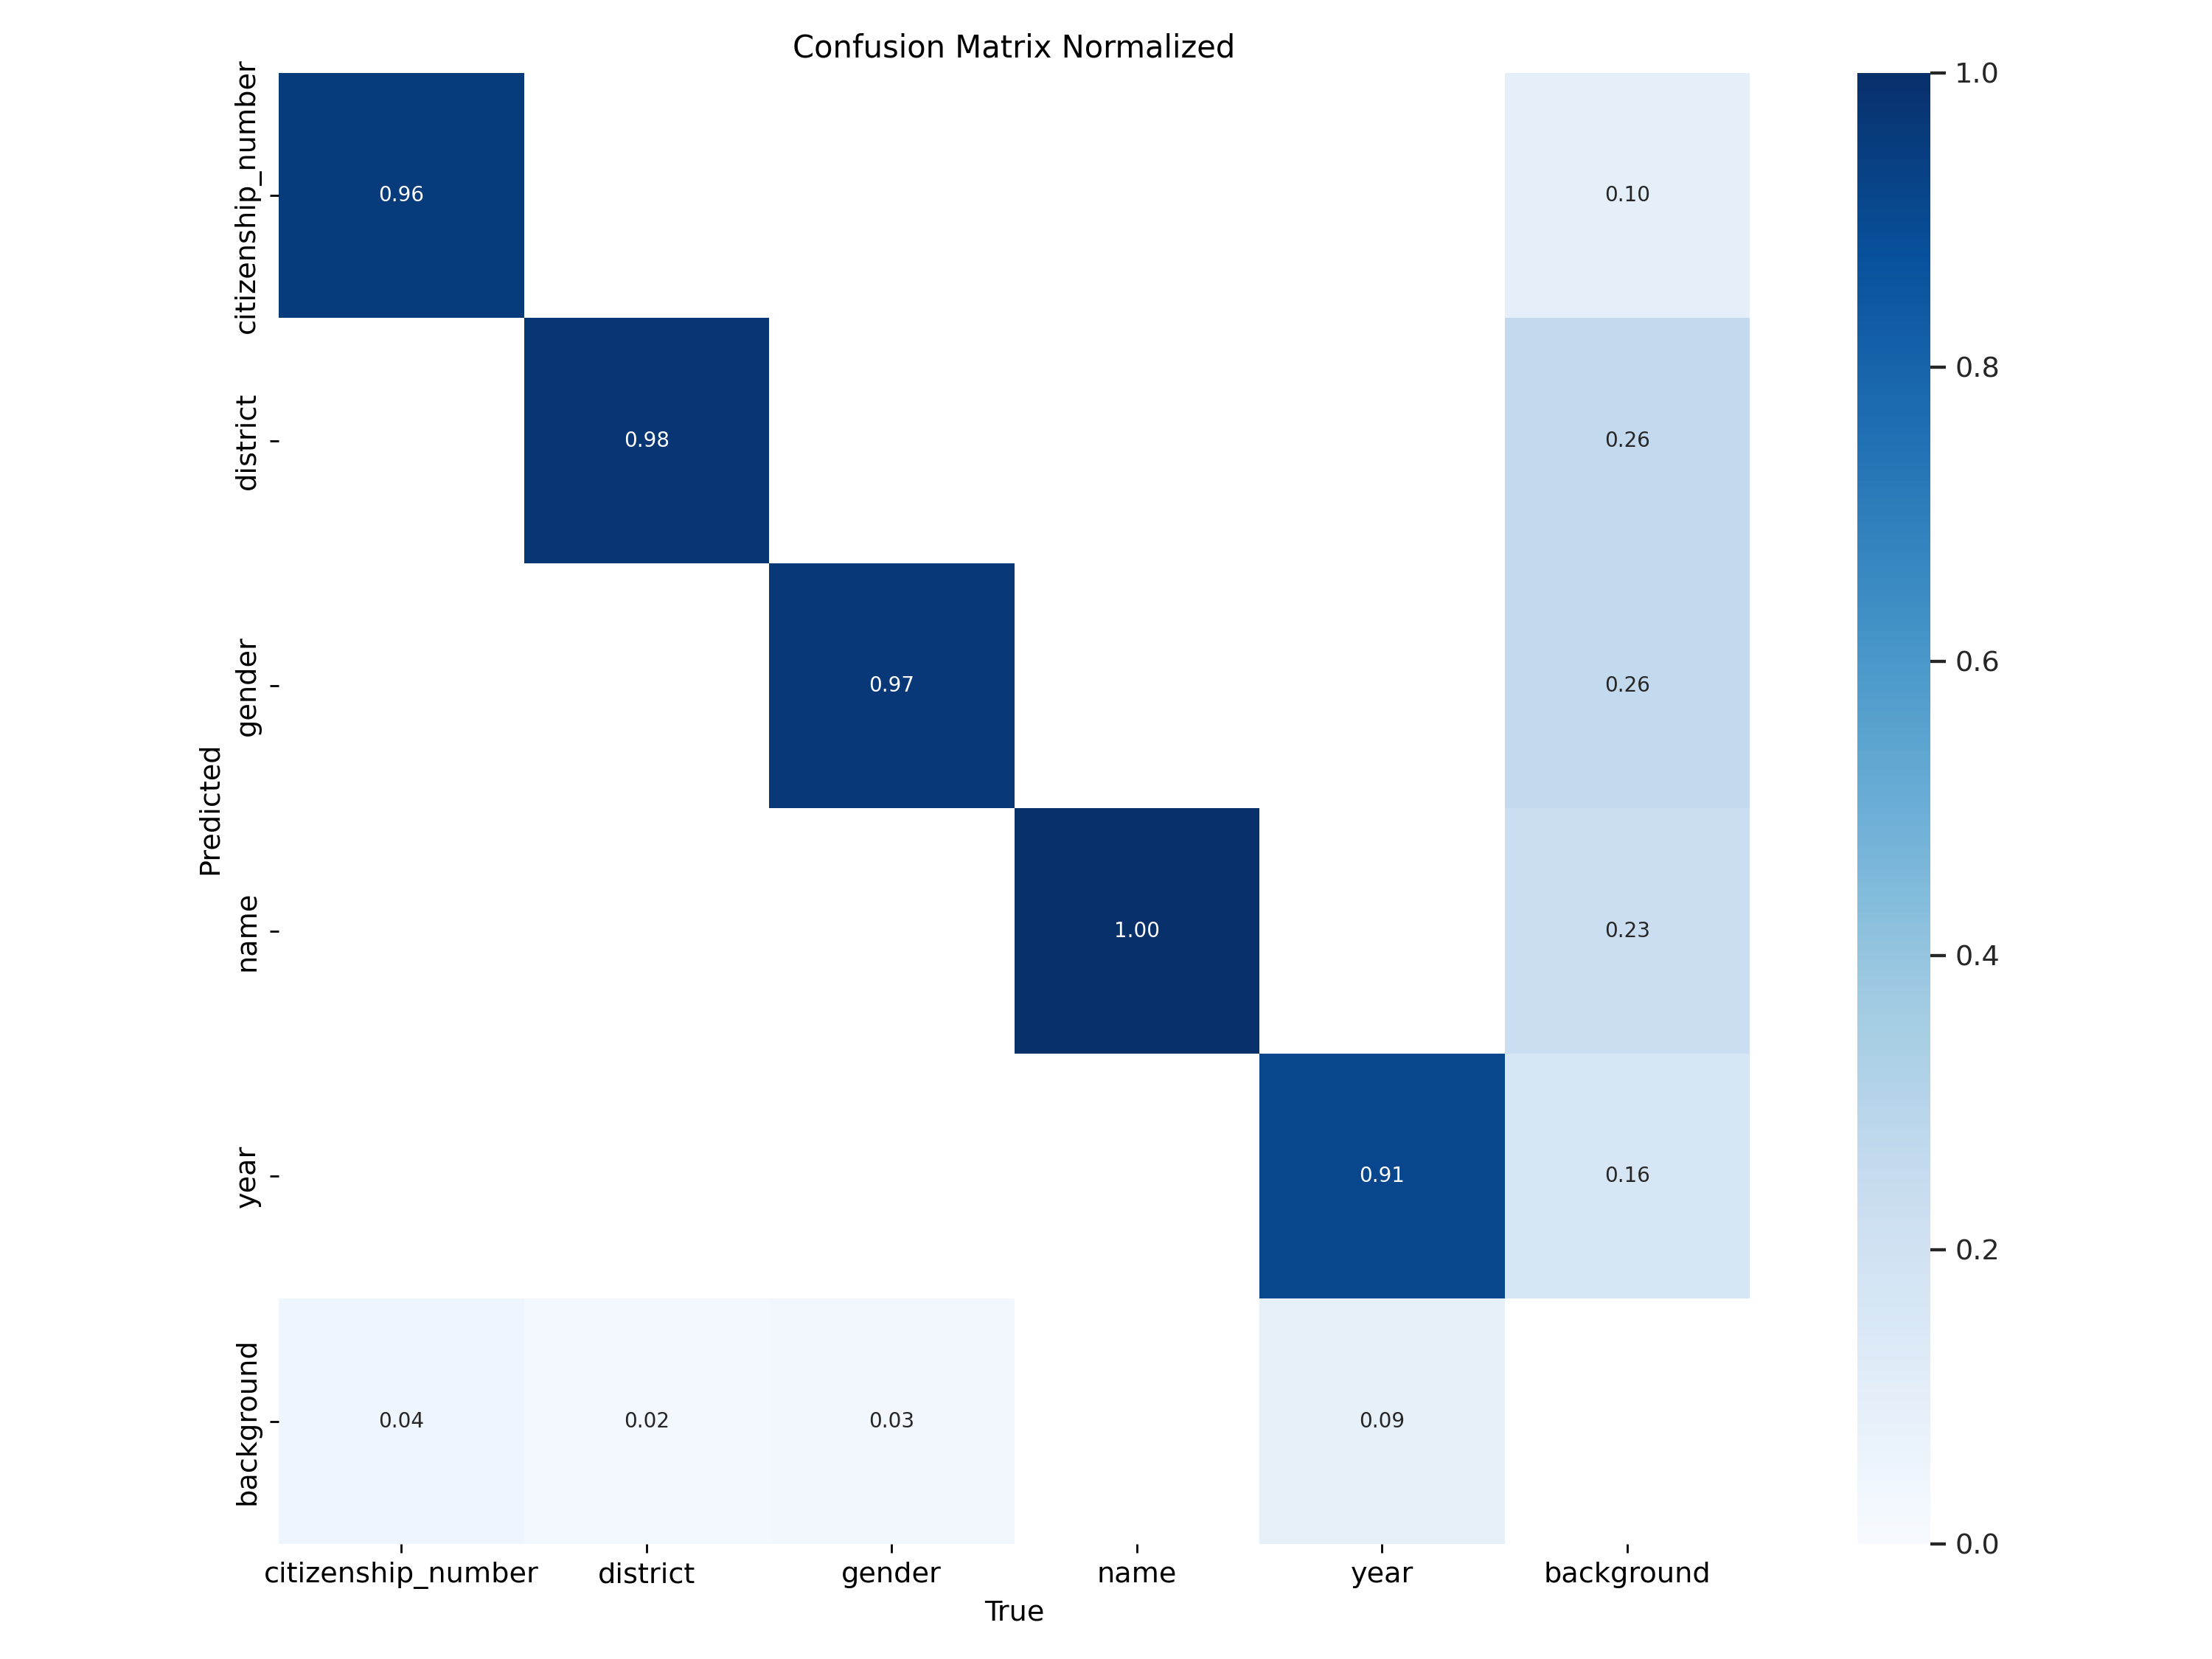 Confusion Matrix Normalized
citizenship_number 0.96 0.10 1.0
district 0.98 0.26 0.8
gender 0.97 0.26 0.6
name 1.00 0.23 0.4
year 0.91 0.16 0.2
background 0.04 0.02 0.03 0.09 0.0
Predicted
citizenship_number district gender name year background
True